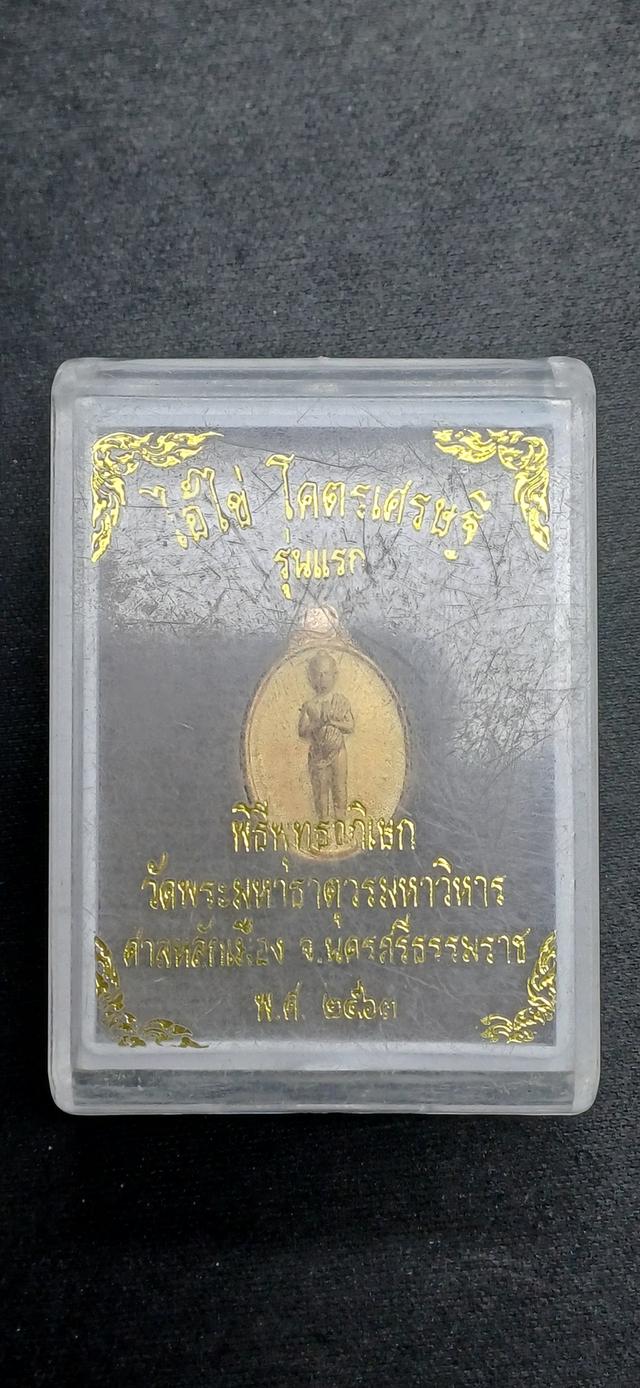 ไอ้ไข่ โคตรเศรษฐี
รุ่นแรก
พิธีพุทธาภิเษก
วัดพระมหาธาตุวรมหาวิหาร
ศาลหลักเมือง จ.นครศรีธรรมราช
พ.ศ. ๒๕๖๓